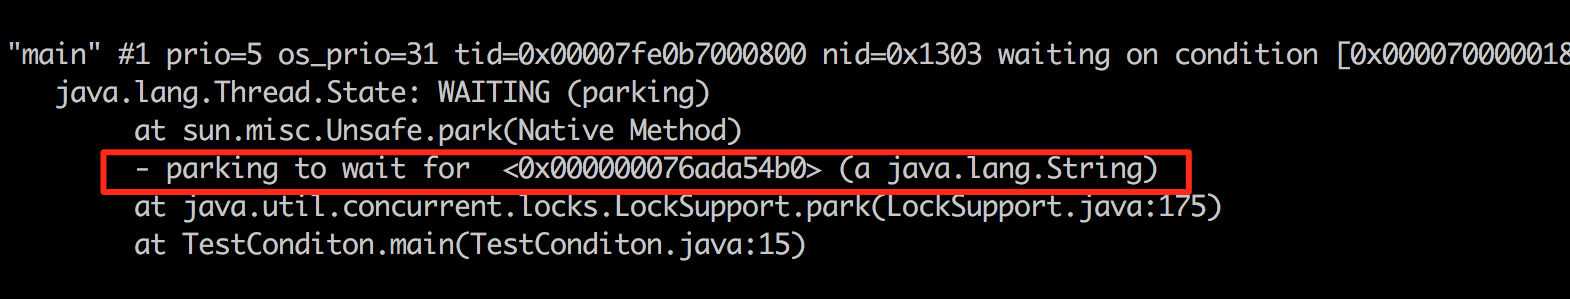 "main" #1 prio=5 os_prio=31 tid=0x00007fe0b7000800 nid=0x1303 waiting on condition [0x0000700000018
java.lang.Thread.State: WAITING (parking)
at sun.misc.Unsafe.park(Native Method)
- parking to wait for  <0x000000076ada54b0> (a java.lang.String)
at java.util.concurrent.locks.LockSupport.park(LockSupport.java:175)
at TestConditon.main(TestConditon.java:15)